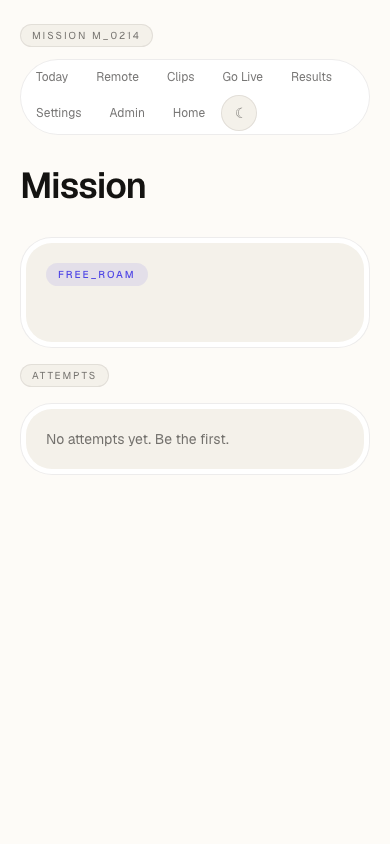 MISSION M_0214
Today Remote Clips Go Live Results
Settings Admin Home
Mission
FREE_ROAM
ATTEMPTS
No attempts yet. Be the first.